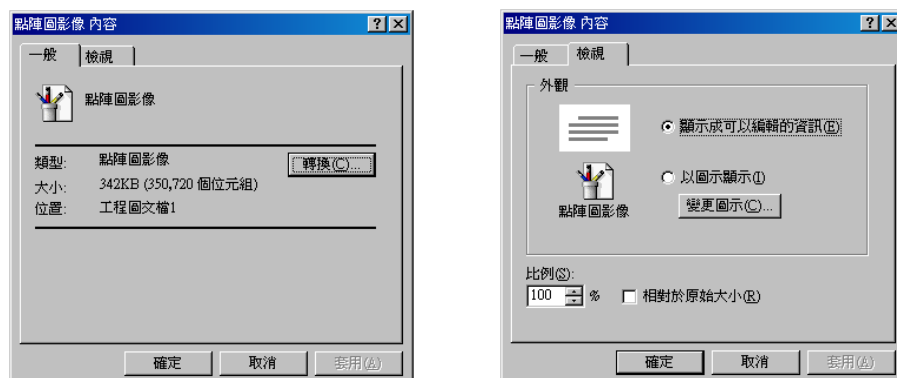 點陣圖影像 內容
一般
檢視
點陣圖影像
類型:
點陣圖影像
轉換(C)...
大小:
342KB (350,720 個位元組)
位置:
工程圖文檔1
確定
取消
套用(A)
點陣圖影像 內容
一般
檢視
外觀
顯示成可以編輯的資訊(E)
以圖示顯示(I)
點陣圖影像
變更圖示(C)...
比例(S):
100
%
相對於原始大小(R)
確定
取消
套用(A)